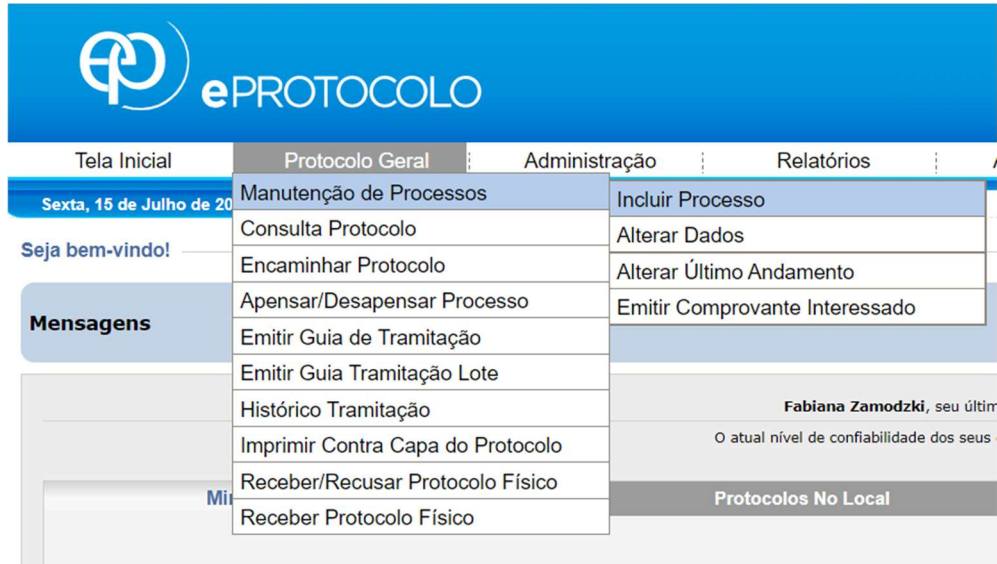 ePROTOCOLO
Tela Inicial Protocolo Geral Administração Relatórios
Sexta, 15 de Julho de 20
Seja bem-vindo!
Mensagens
Manutenção de Processos
Consulta Protocolo
Encaminhar Protocolo
Apensar/Desapensar Processo
Emitir Guia de Tramitação
Emitir Guia Tramitação Lote
Histórico Tramitação
Imprimir Contra Capa do Protocolo
Receber/Recusar Protocolo Físico
Receber Protocolo Físico
Incluir Processo
Alterar Dados
Alterar Último Andamento
Emitir Comprovante Interessado
Fabiana Zamodzki, seu últim
O atual nível de confiabilidade dos seus
Protocolos No Local